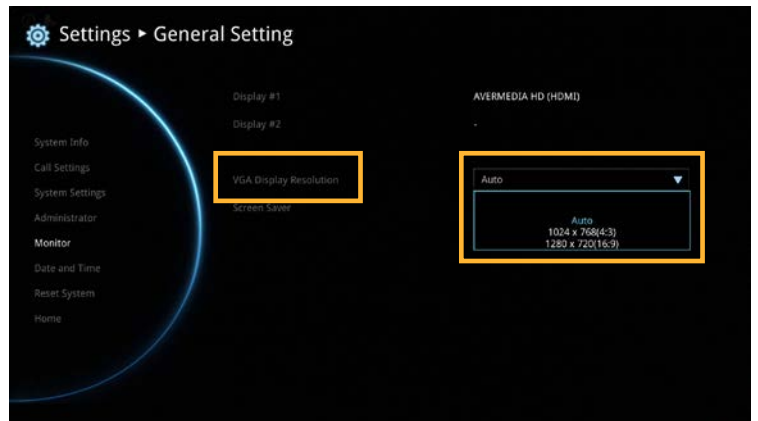 Settings ▸ General Setting
Display #1 AVERMEDIA HD (HDMI)
Display #2 -
System Info
Call Settings
VGA Display Resolution Auto
System Settings
Screen Saver
Administrator
Auto
1024 x 768(4:3)
Monitor
1280 x 720(16:9)
Date and Time
Reset System
Home